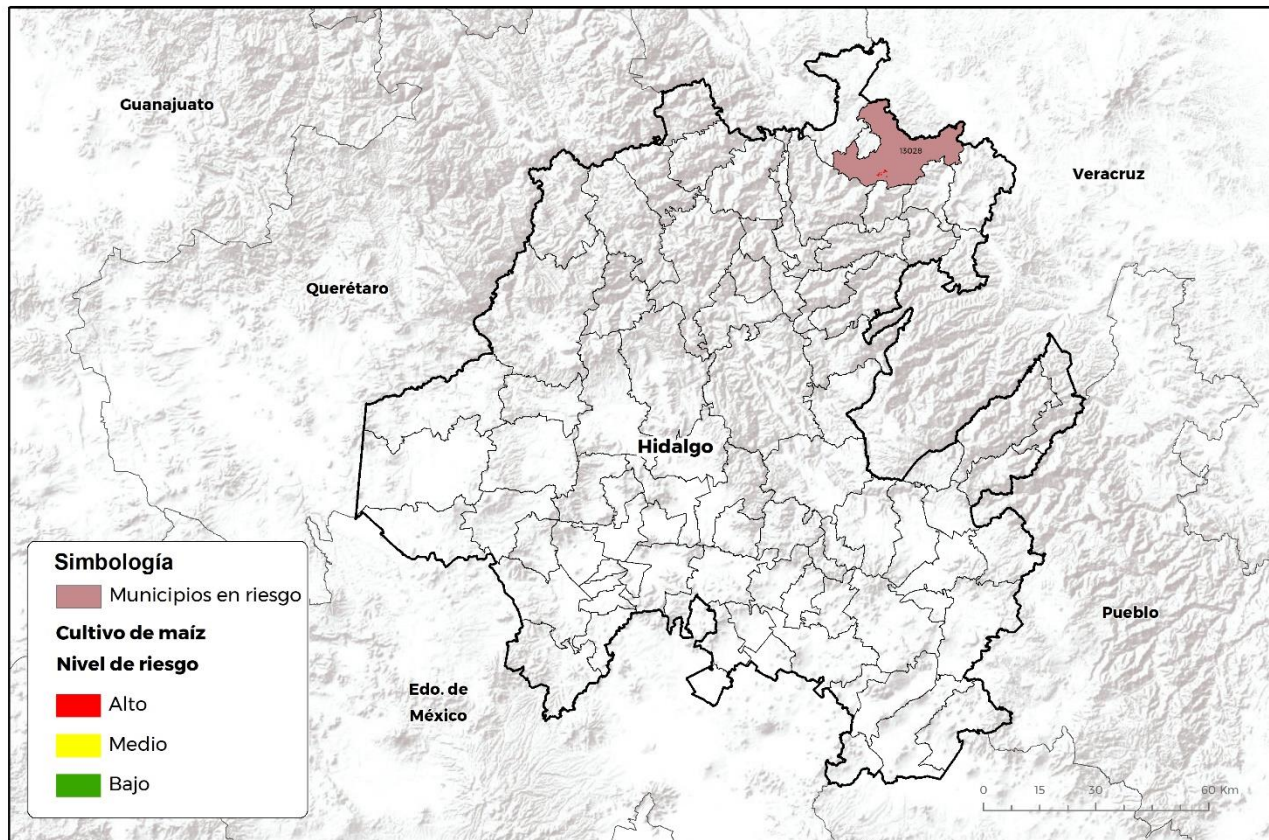 Guanajuato
13028
Veracruz
Querétaro
Hidalgo
Simbología
Municipios en riesgo
Cultivo de maíz
Nivel de riesgo
Alto
Medio
Bajo
Edo. de
México
Pueblo
0 15 30 60 Km